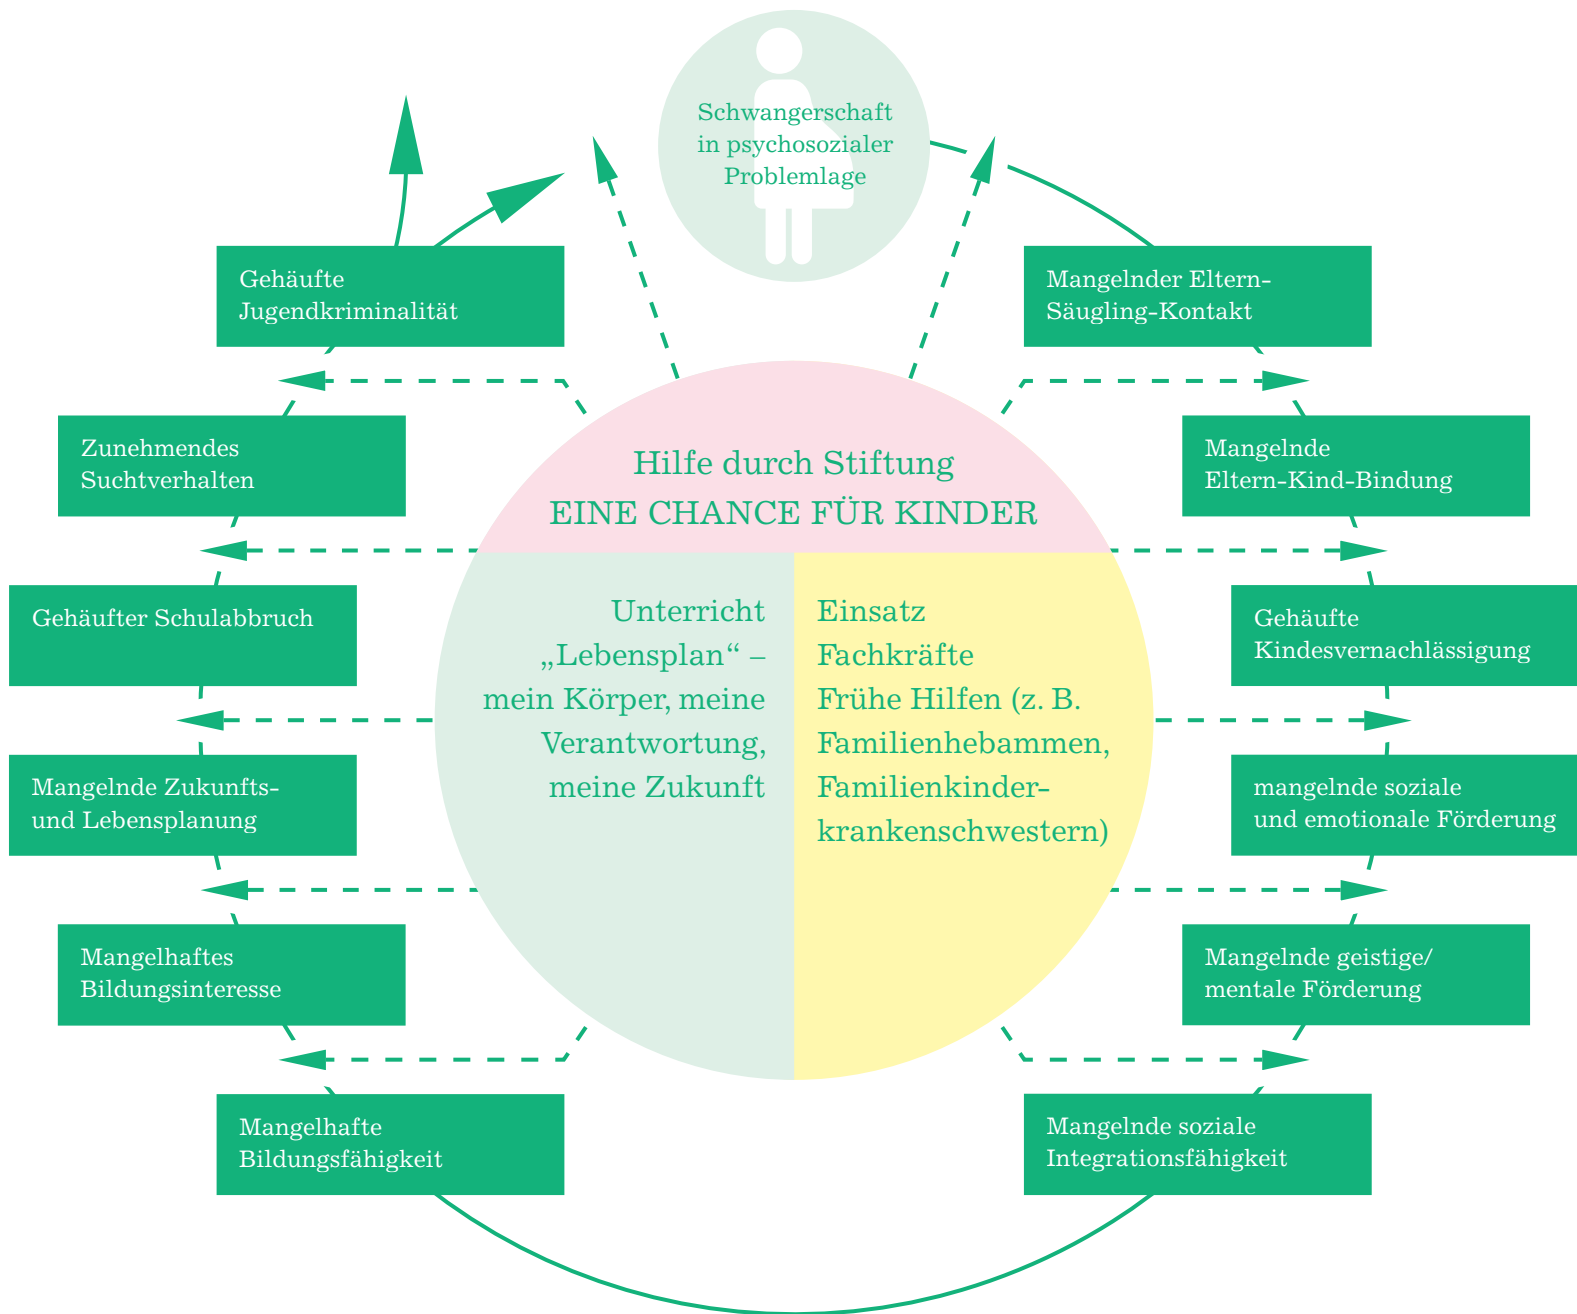 Schwangerschaft
in psychosozialer
Problemlage
Mangelnder Eltern-
Säugling-Kontakt
Mangelnde
Eltern-Kind-Bindung
Gehäufte
Kindesvernachlässigung
mangelnde soziale
und emotionale Förderung
Mangelnde geistige/
mentale Förderung
Mangelnde soziale
Integrationsfähigkeit
Mangelhafte
Bildungsfähigkeit
Mangelhaftes
Bildungsinteresse
Mangelnde Zukunfts-
und Lebensplanung
Gehäufter Schulabbruch
Zunehmendes
Suchtverhalten
Gehäufte
Jugendkriminalität
Hilfe durch Stiftung
EINE CHANCE FÜR KINDER
Unterricht
„Lebensplan“ –
mein Körper, meine
Verantwortung,
meine Zukunft
Einsatz
Fachkräfte
Frühe Hilfen (z. B.
Familienhebammen,
Familienkinder-
krankenschwestern)